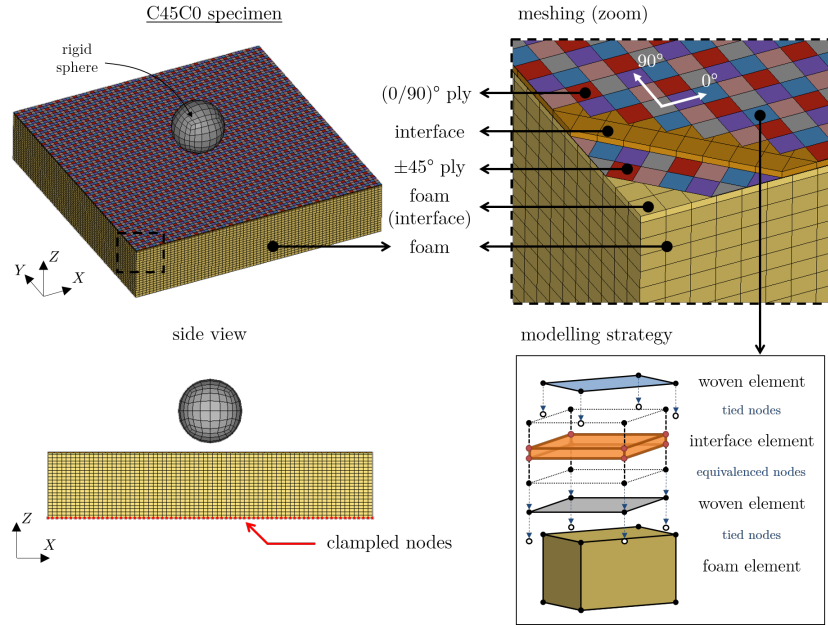 C45C0 specimen
rigid
sphere
Z
Y
X
meshing (zoom)
90°
0°
(0/90)° ply
interface
±45° ply
foam
(interface)
foam
side view
Z
X
clampled nodes
modelling strategy
woven element
tied nodes
interface element
equivalenced nodes
woven element
tied nodes
foam element